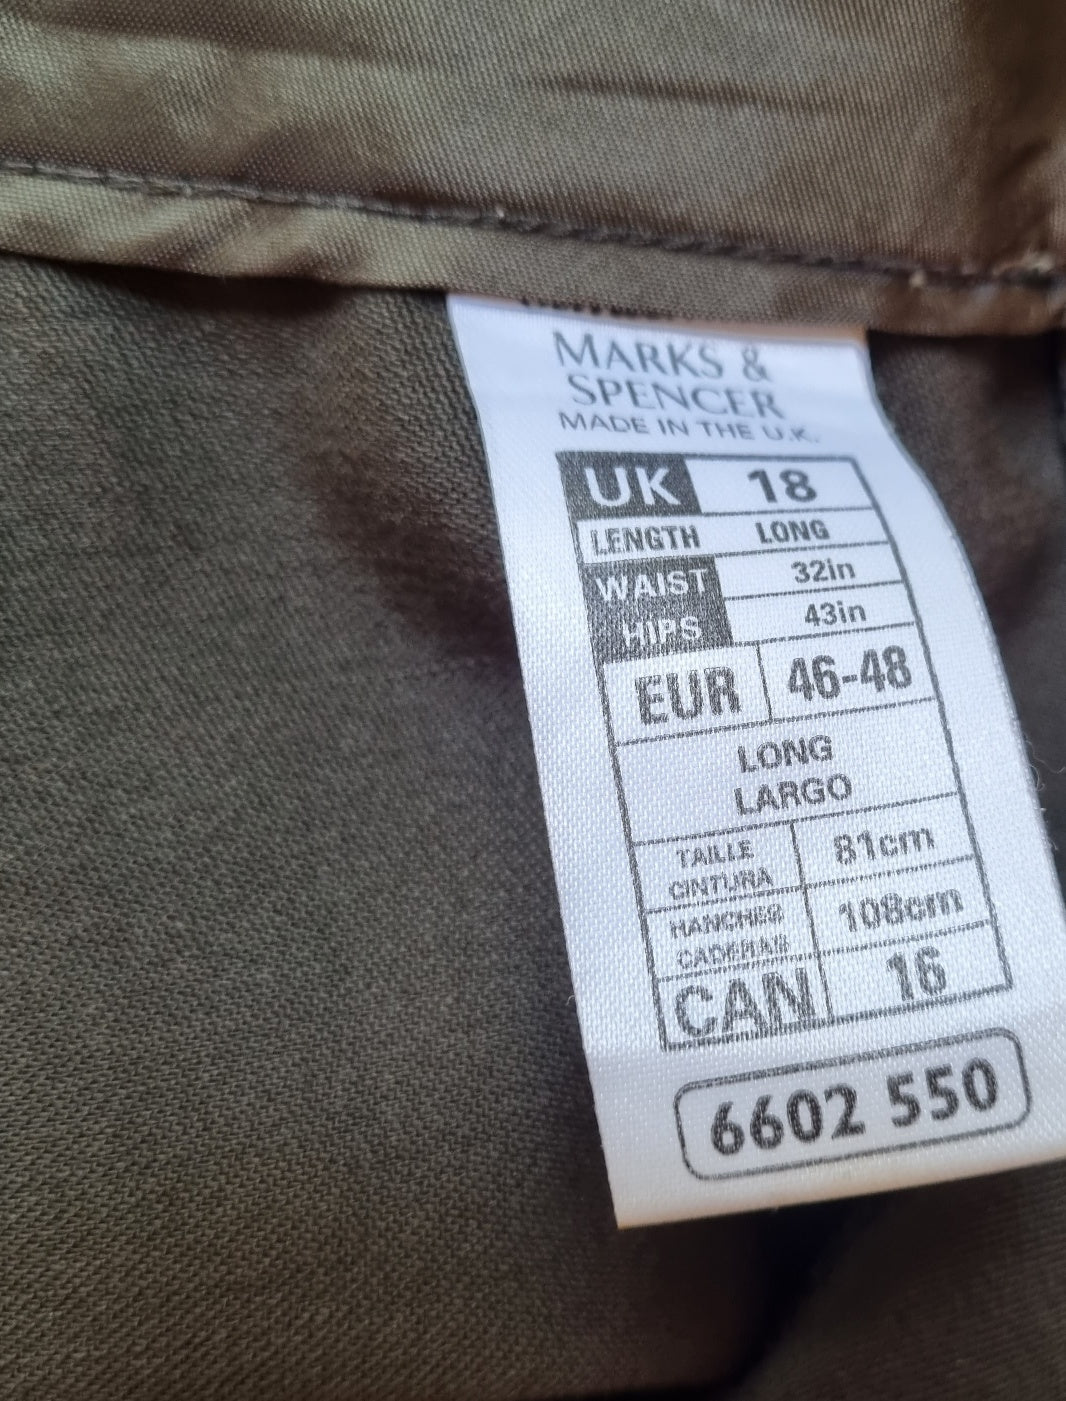 MARKS &
SPENCER
MADE IN THE U.K.
UK 18
LENGTH LONG
WAIST 32in
HIPS 43in
EUR 46-48
LONG
LARGO
TAILLE
CINTURA
81cm
HANCHES
CADERAS
108cm
CAN 16
6602 550